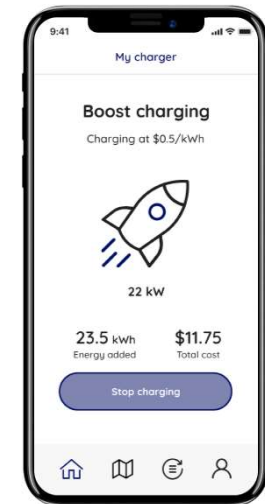 9:41
My charger
Boost charging
Charging at $0.5/kWh
22 kW
23.5 kWh $11.75
Energy added Total cost
Stop charging